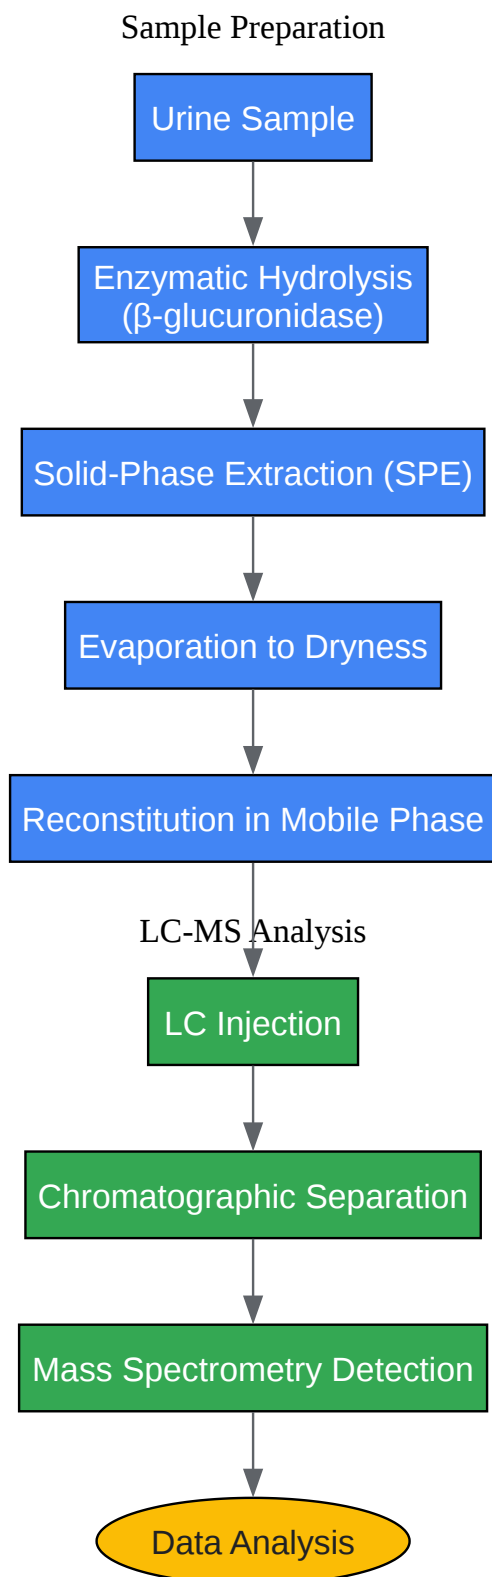 Sample Preparation
Urine Sample
Enzymatic Hydrolysis
(β-glucuronidase)
Solid-Phase Extraction (SPE)
Evaporation to Dryness
Reconstitution in Mobile Phase
LC-MS Analysis
LC Injection
Chromatographic Separation
Mass Spectrometry Detection
Data Analysis